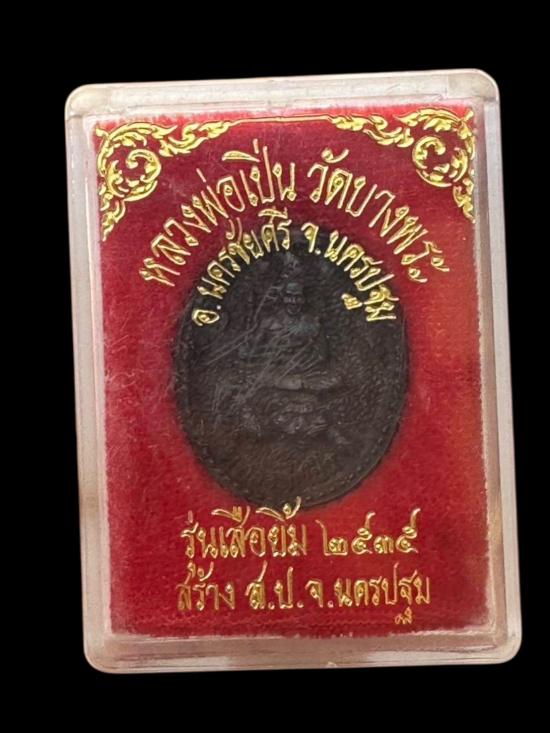 หลวงพ่อเปิ่น วัดบางพระ
อ.นครชัยศรี จ.นครปฐม
รุ่นเสือยิ้ม ๒๕๓๕
สร้าง ส.ป.จ.นครปฐม